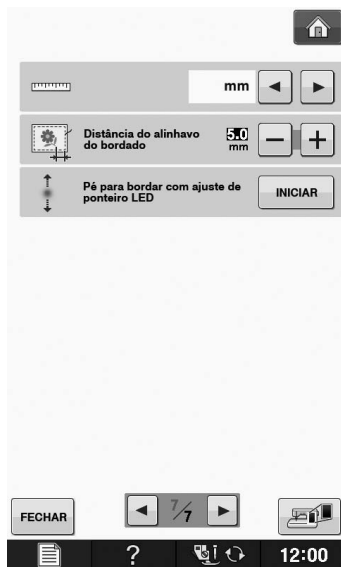 mm
Distância do alinhavo
do bordado
5.0
mm
Pé para bordar com ajuste de
ponteiro LED
INICIAR
FECHAR
7/7
?
12:00